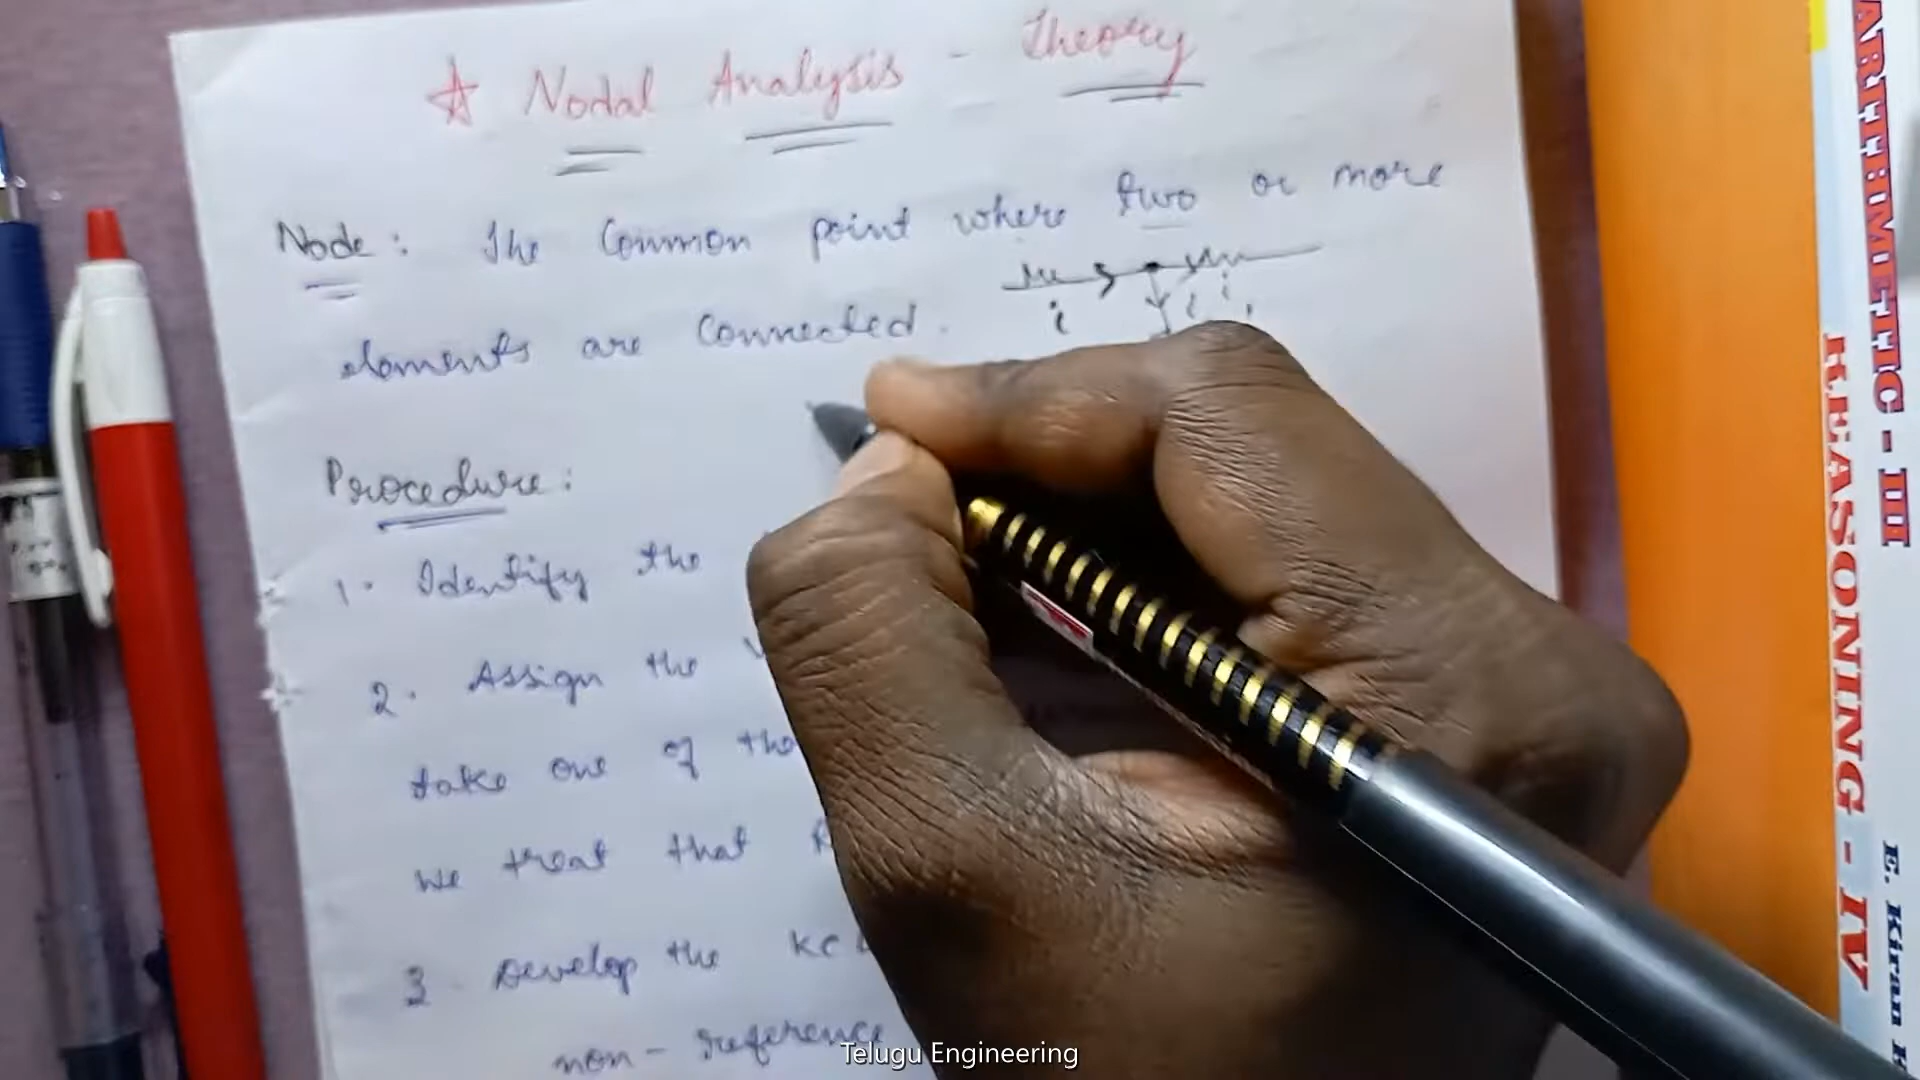 ☆ Nodal Analysis - Theory
Node : The Common point where two or more
elements are Connected.
i i i
Procedure :
1. Identify the
2. Assign the
take one of the
we treat that
3 Develop the KCL
non - reference
Telugu Engineering
ARITHMETIC - III
REASONING - IV
E. Kiran